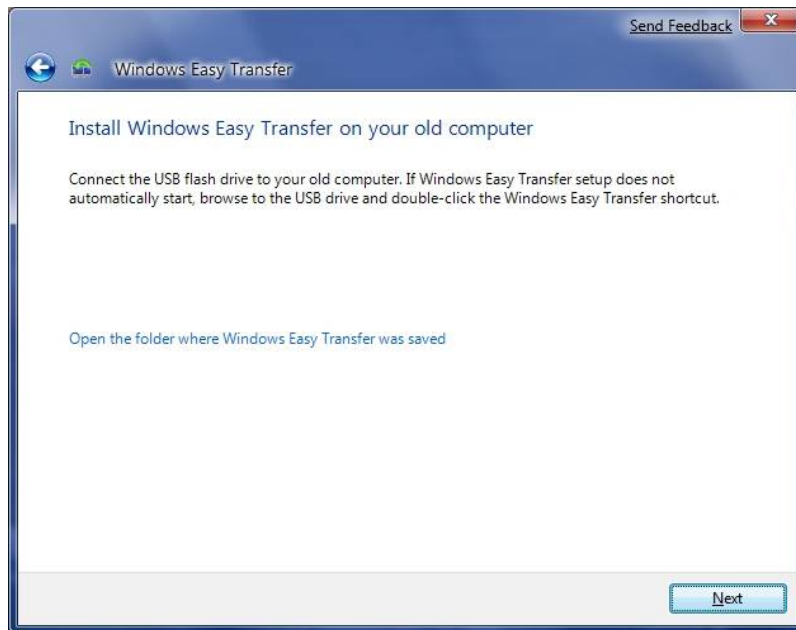 Send Feedback
Windows Easy Transfer
Install Windows Easy Transfer on your old computer
Connect the USB flash drive to your old computer. If Windows Easy Transfer setup does not
automatically start, browse to the USB drive and double-click the Windows Easy Transfer shortcut.
Open the folder where Windows Easy Transfer was saved
Next